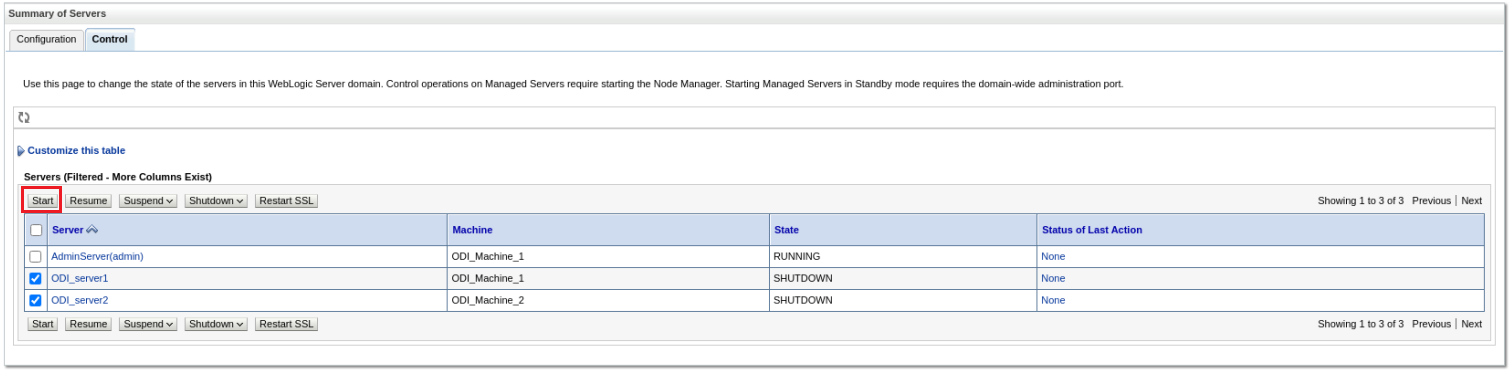 Summary of Servers
Configuration Control
Use this page to change the state of the servers in this WebLogic Server domain. Control operations on Managed Servers require starting the Node Manager. Starting Managed Servers in Standby mode requires the domain-wide administration port.
Customize this table
Servers (Filtered - More Columns Exist)
Start Resume Suspend Shutdown Restart SSL Showing 1 to 3 of 3 Previous | Next
Server Machine State Status of Last Action
AdminServer(admin) ODI_Machine_1 RUNNING None
ODI_server1 ODI_Machine_1 SHUTDOWN None
ODI_server2 ODI_Machine_2 SHUTDOWN None
Start Resume Suspend Shutdown Restart SSL Showing 1 to 3 of 3 Previous | Next